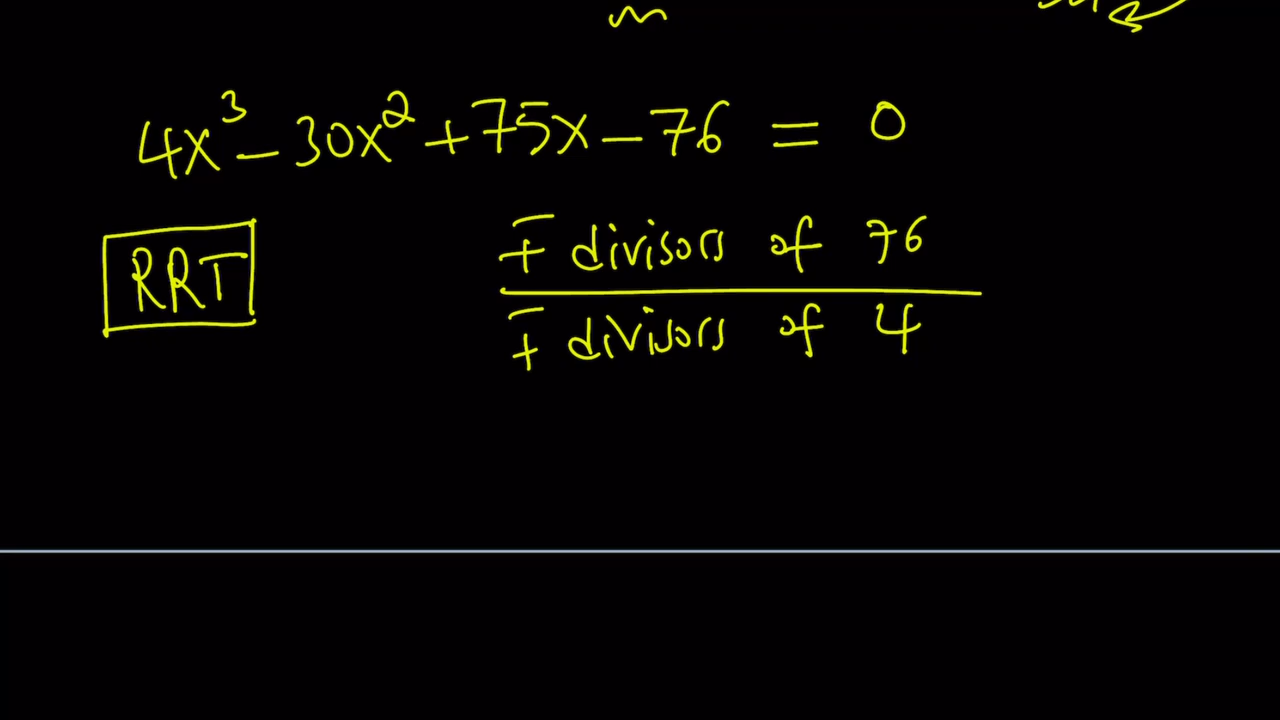 4x³ − 30x² + 75x − 76 = 0
RRT
∓ divisors of 76
∓ divisors of 4